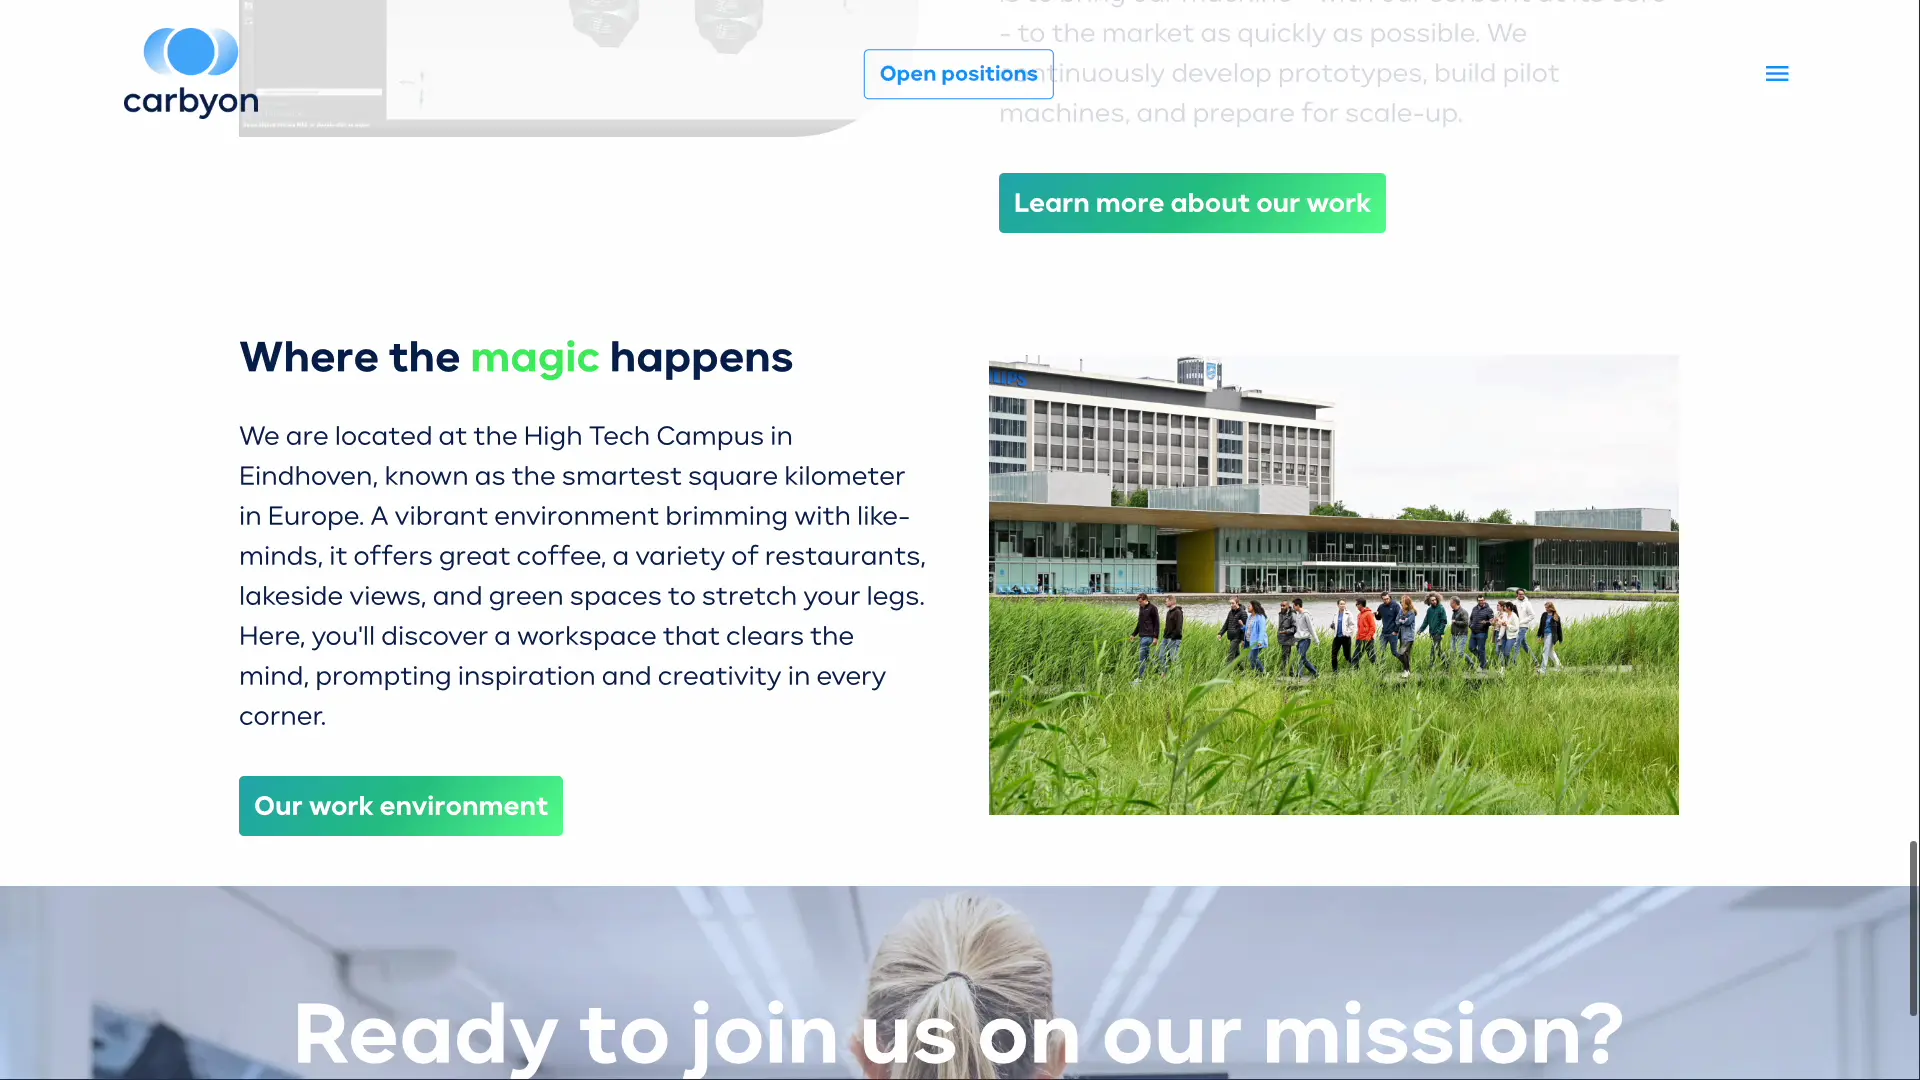 carbyon
Open positions
- to the market as quickly as possible. We
continuously develop prototypes, build pilot
machines, and prepare for scale-up.
Learn more about our work
Where the magic happens
We are located at the High Tech Campus in
Eindhoven, known as the smartest square kilometer
in Europe. A vibrant environment brimming with like-
minds, it offers great coffee, a variety of restaurants,
lakeside views, and green spaces to stretch your legs.
Here, you'll discover a workspace that clears the
mind, prompting inspiration and creativity in every
corner.
Our work environment
Ready to join us on our mission?